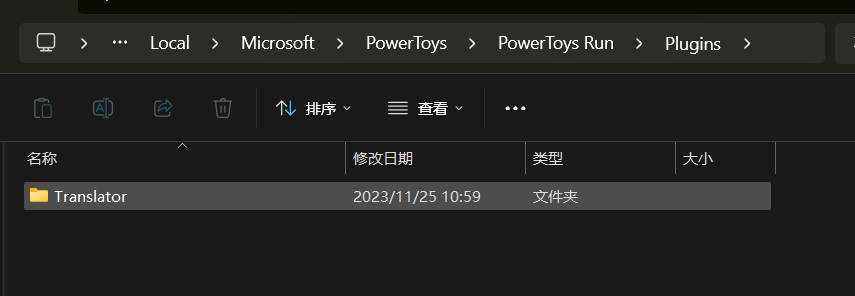 ··· Local Microsoft PowerToys PowerToys Run Plugins
排序 查看 ···
名称 修改日期 类型 大小
Translator 2023/11/25 10:59 文件夹